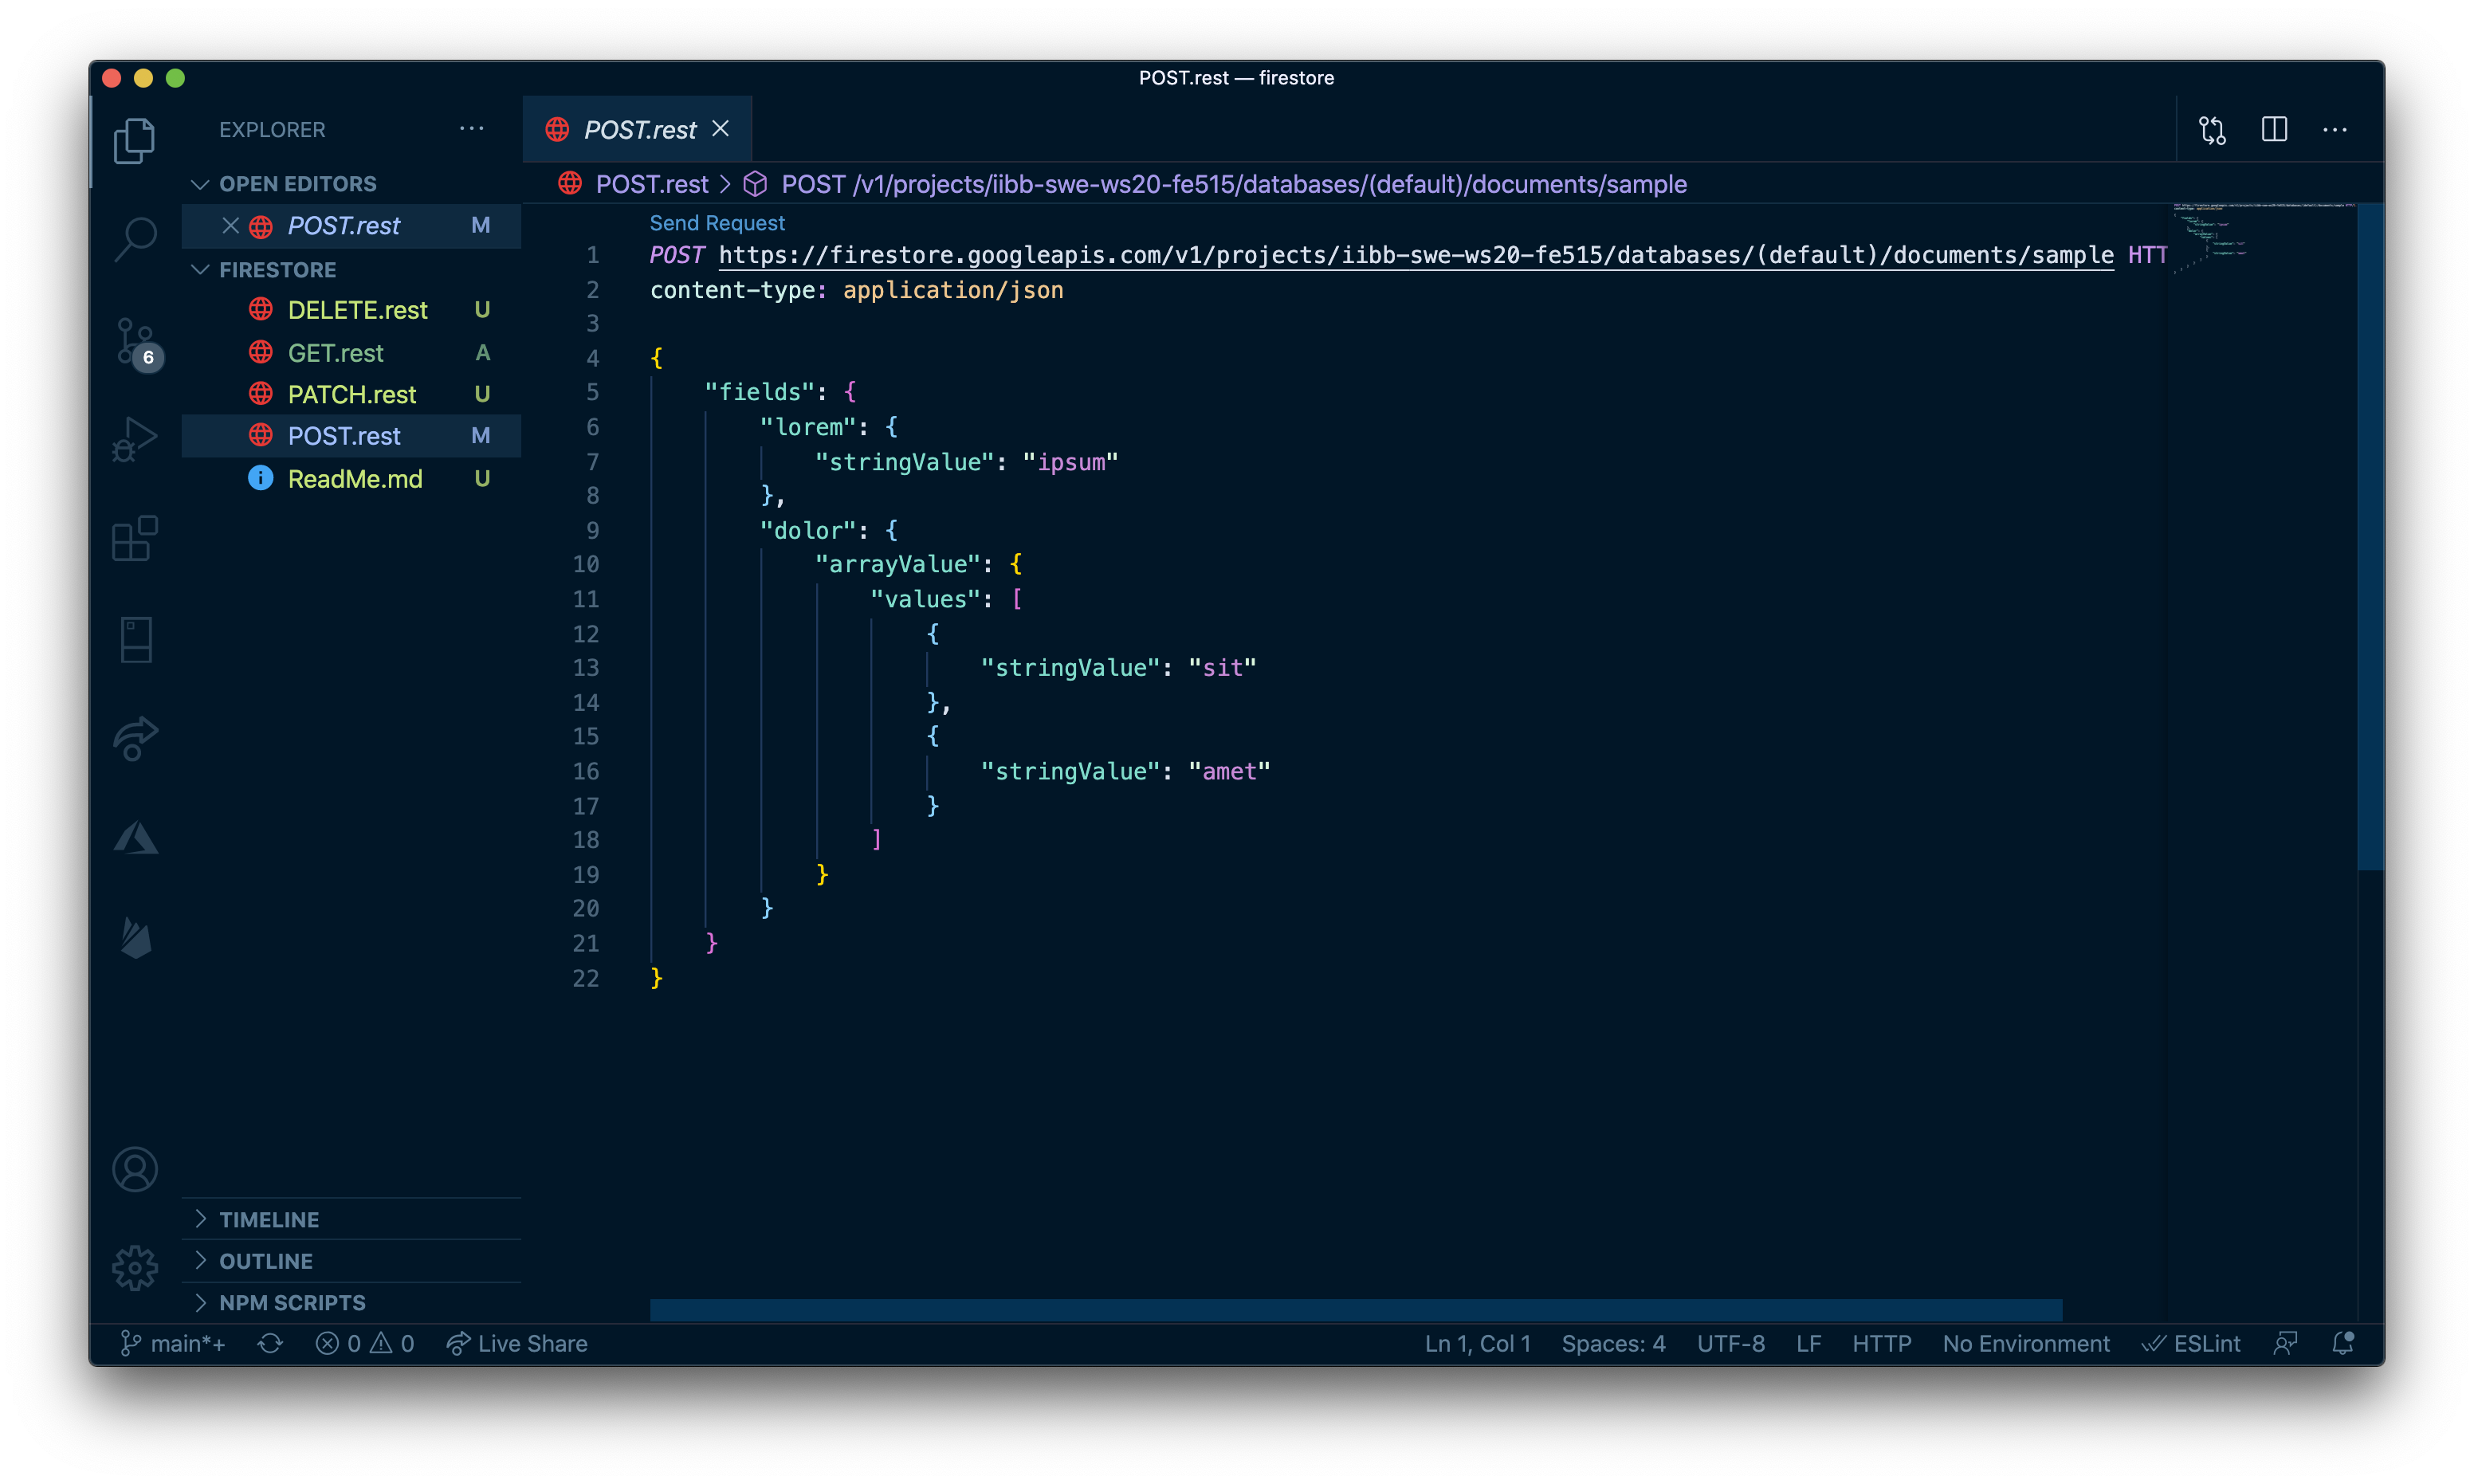 POST.rest — firestore
EXPLORER
POST.rest
OPEN EDITORS
POST.rest M
FIRESTORE
DELETE.rest U
GET.rest A
PATCH.rest U
POST.rest M
ReadMe.md U
6
TIMELINE
OUTLINE
NPM SCRIPTS
POST.rest > POST /v1/projects/iibb-swe-ws20-fe515/databases/(default)/documents/sample
Send Request
1 POST https://firestore.googleapis.com/v1/projects/iibb-swe-ws20-fe515/databases/(default)/documents/sample HTT
2 content-type: application/json
3
4 {
5     "fields": {
6         "lorem": {
7             "stringValue": "ipsum"
8         },
9         "dolor": {
10             "arrayValue": {
11                 "values": [
12                     {
13                         "stringValue": "sit"
14                     },
15                     {
16                         "stringValue": "amet"
17                     }
18                 ]
19             }
20         }
21     }
22 }
main*+ 0 0 Live Share Ln 1, Col 1 Spaces: 4 UTF-8 LF HTTP No Environment ESLint